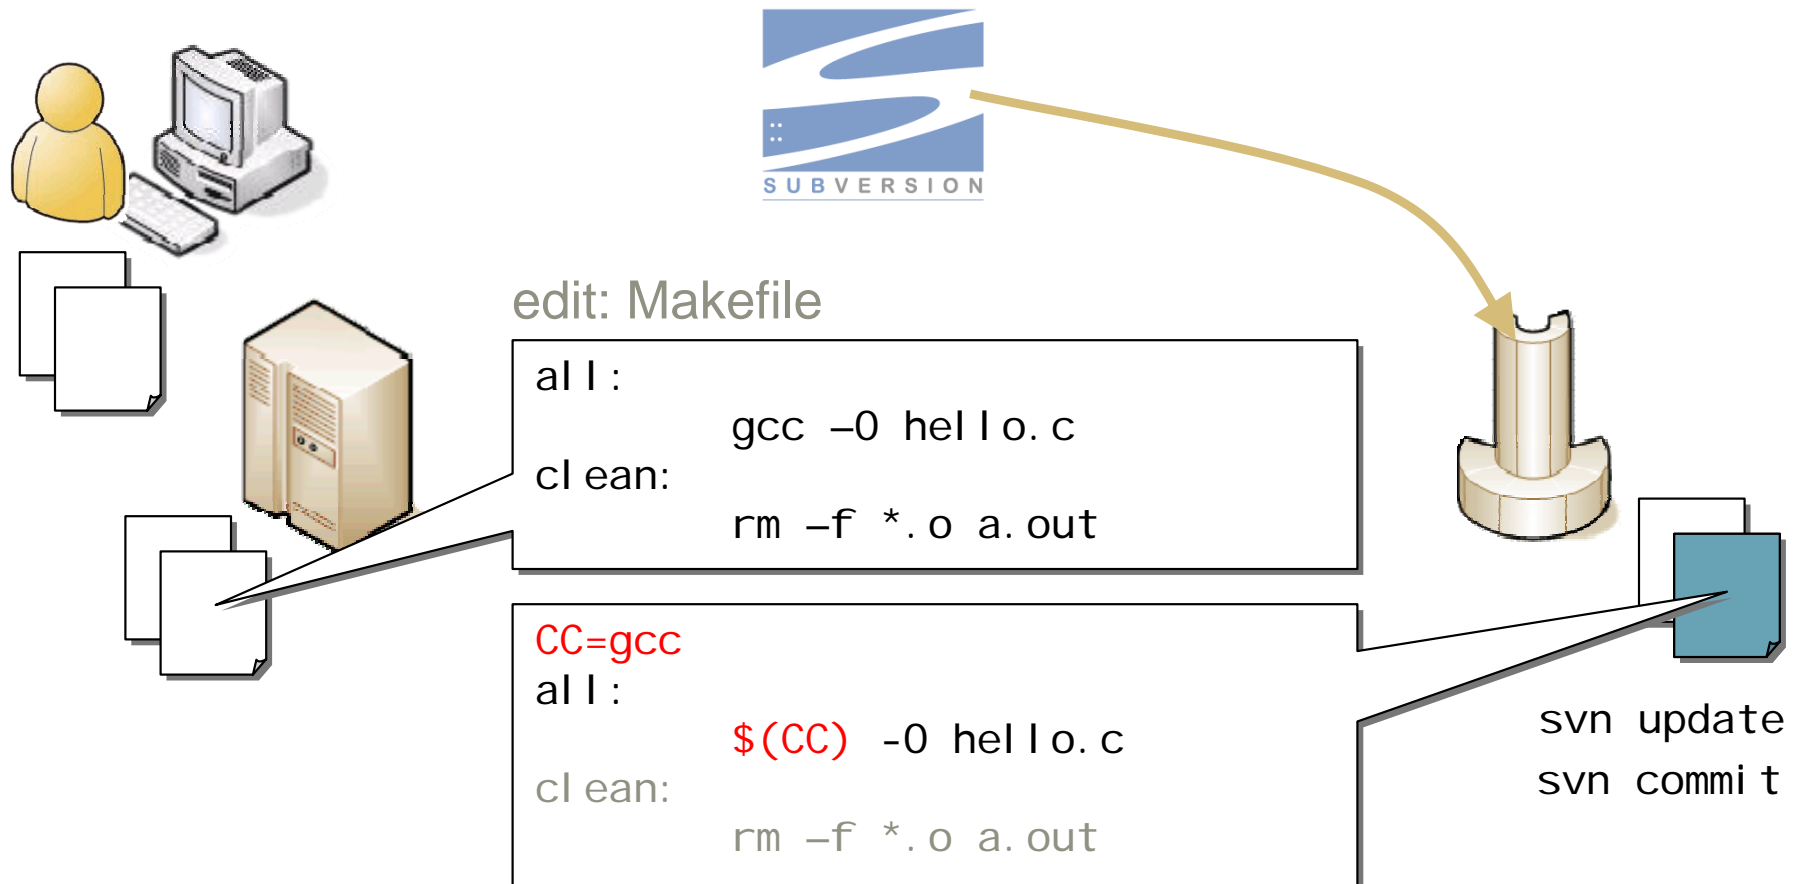 SUBVERSION
edit: Makefile
all:
gcc –O hello.c
clean:
rm –f *.o a.out
CC=gcc
all:
$(CC) -O hello.c
clean:
rm –f *.o a.out
svn update
svn commit